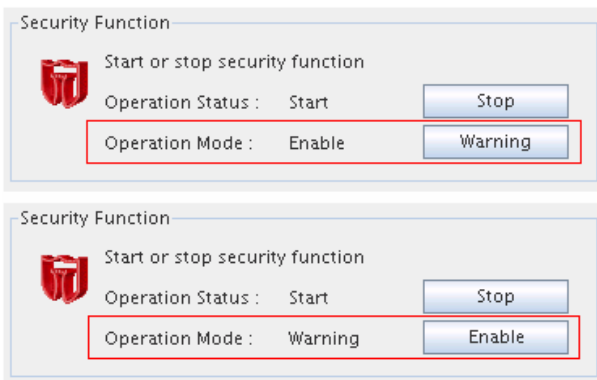 Security Function
Start or stop security function
Operation Status : Start Stop
Operation Mode : Enable Warning
Security Function
Start or stop security function
Operation Status : Start Stop
Operation Mode : Warning Enable